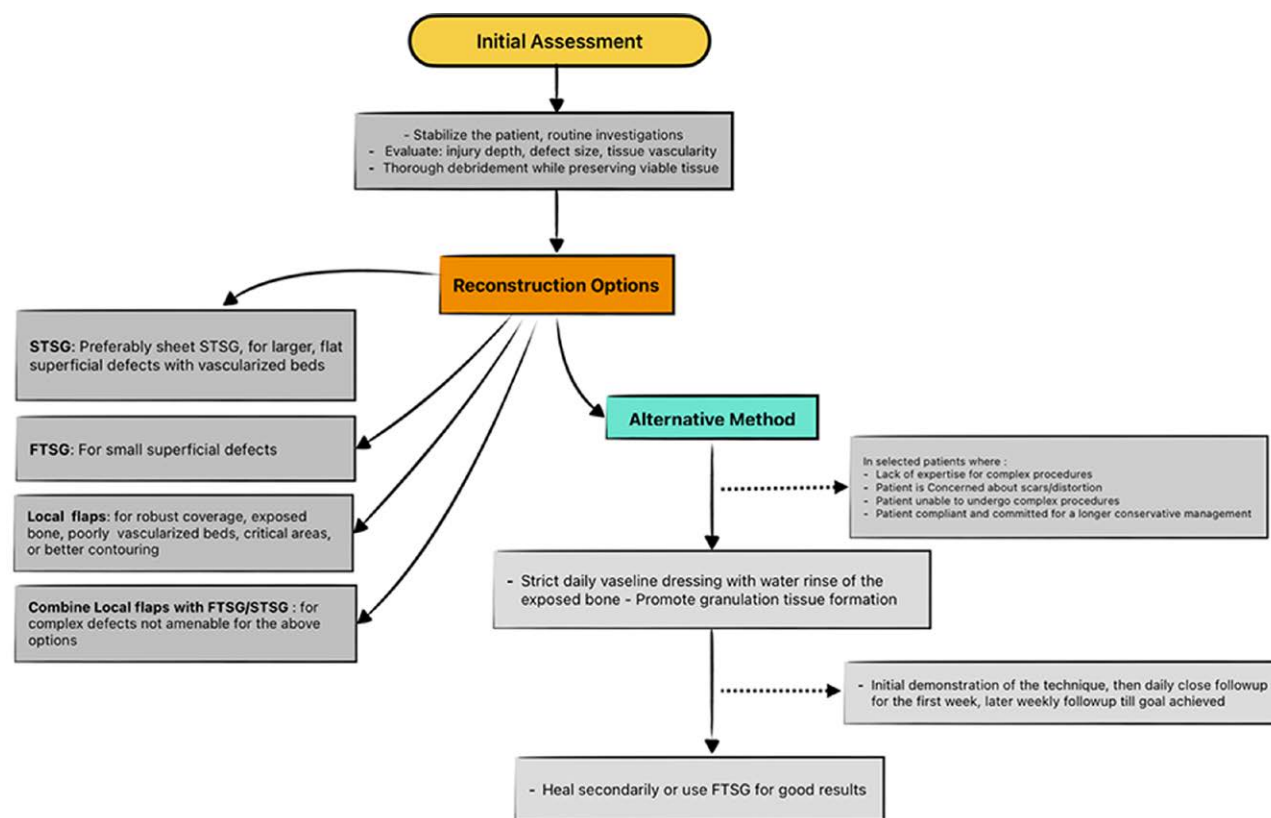 Initial Assessment
- Stabilize the patient, routine investigations
- Evaluate: injury depth, defect size, tissue vascularity
- Thorough debridement while preserving viable tissue
Reconstruction Options
STSG: Preferably sheet STSG, for larger, flat
superficial defects with vascularized beds
FTSG: For small superficial defects
Local flaps: for robust coverage, exposed
bone, poorly vascularized beds, critical areas,
or better contouring
Combine Local flaps with FTSG/STSG : for
complex defects not amenable for the above
options
Alternative Method
In selected patients where :
- Lack of expertise for complex procedures
- Patient is Concerned about scars/distortion
- Patient unable to undergo complex procedures
- Patient compliant and committed for a longer conservative management
- Strict daily vaseline dressing with water rinse of the
exposed bone - Promote granulation tissue formation
- Initial demonstration of the technique, then daily close followup
for the first week, later weekly followup till goal achieved
- Heal secondarily or use FTSG for good results